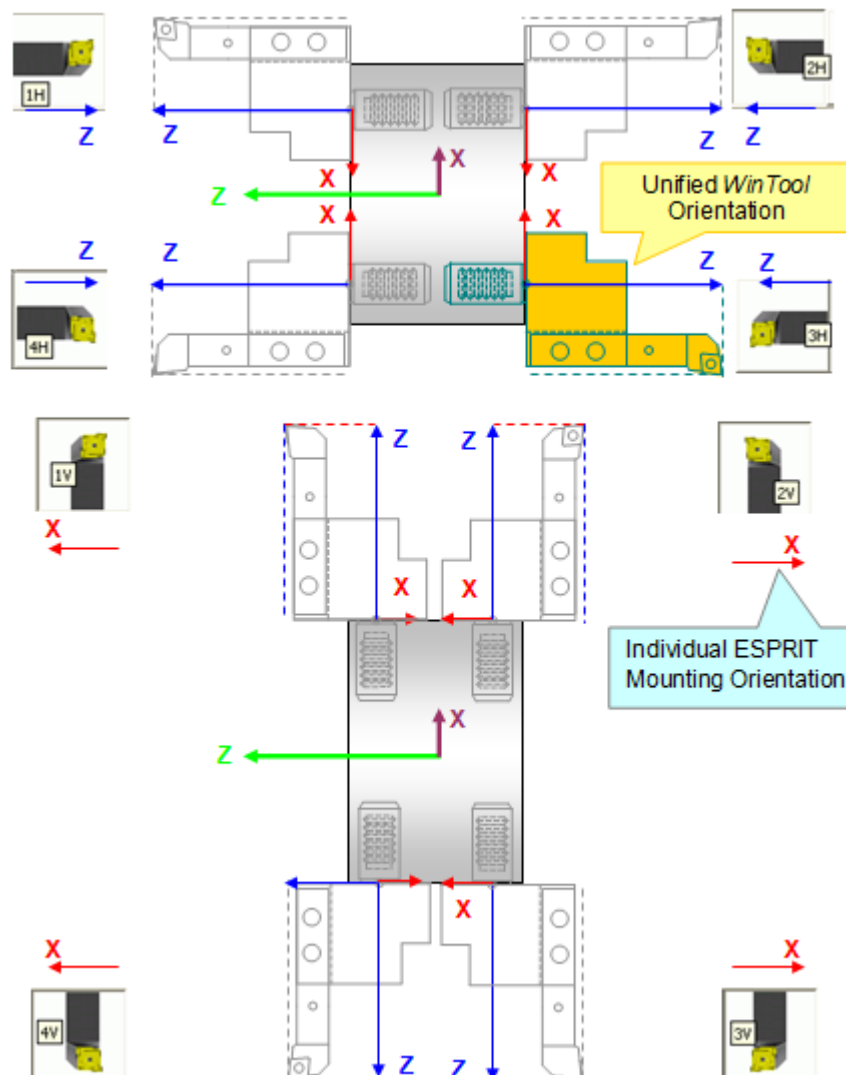 1H
2H
Z
Z
Z
Z
X
X
X
Z
X
X
Unified WinTool
Orientation
Z
Z
Z
Z
4H
3H
1V
Z
Z
2V
X
X
X
X
Individual ESPRIT
Mounting Orientation
X
Z
X
X
X
4V
3V
Z
Z